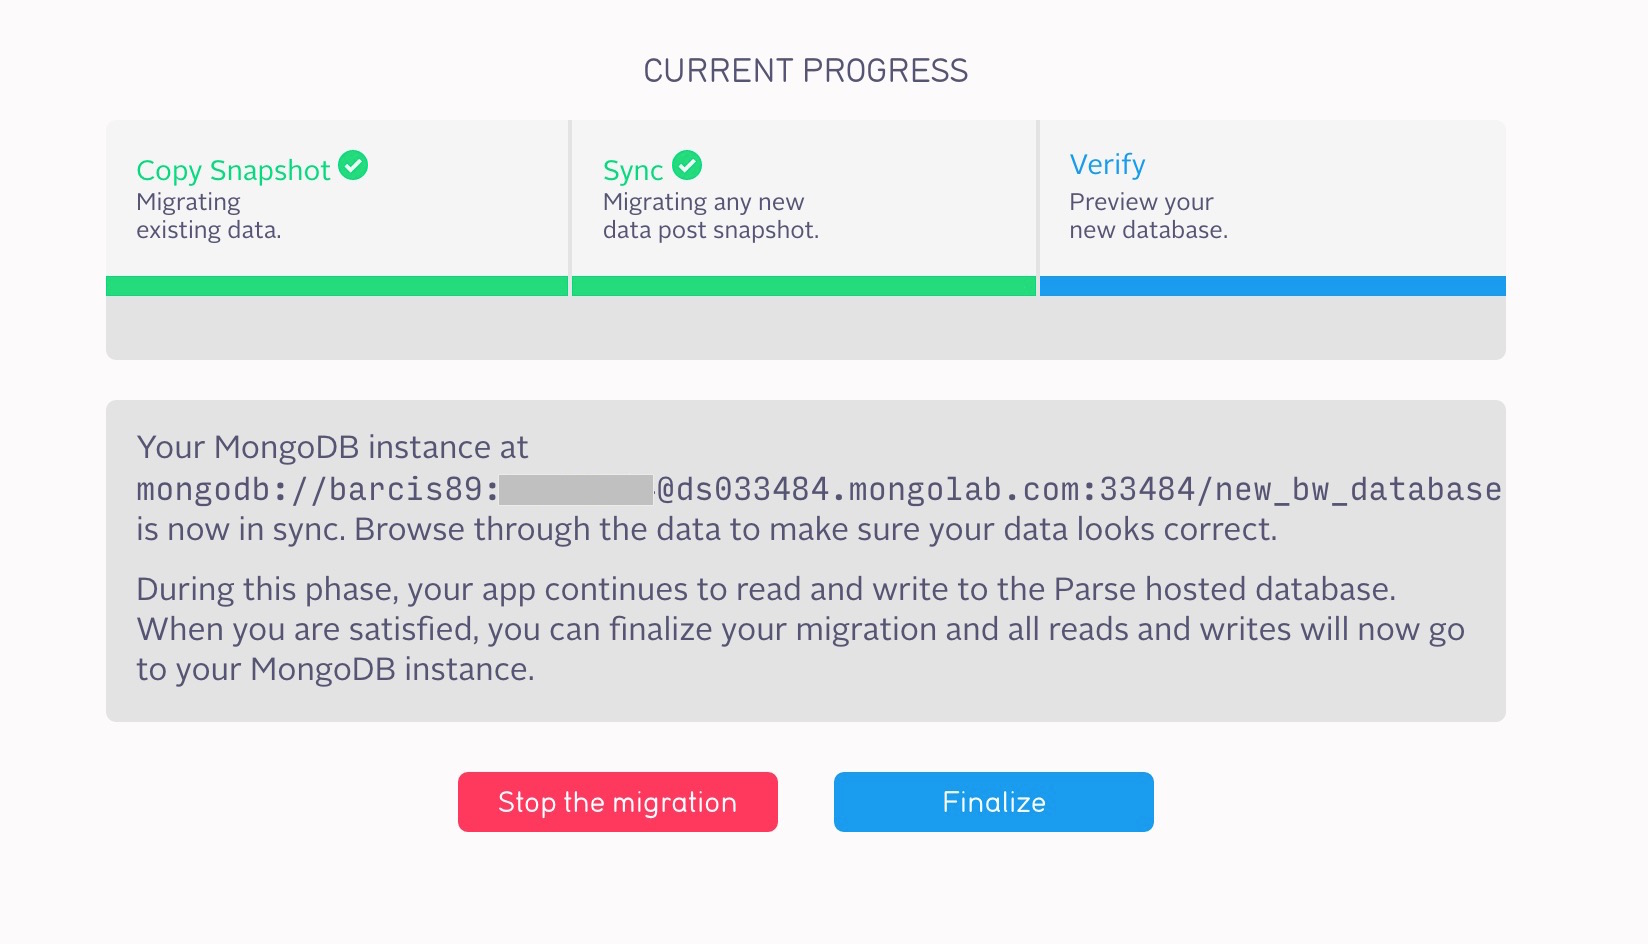 CURRENT PROGRESS
Copy Snapshot
Migrating
existing data.
Sync
Migrating any new
data post snapshot.
Verify
Preview your
new database.
Your MongoDB instance at
mongodb://barcis89:@ds033484.mongolab.com:33484/new_bw_database
is now in sync. Browse through the data to make sure your data looks correct.
During this phase, your app continues to read and write to the Parse hosted database.
When you are satisfied, you can finalize your migration and all reads and writes will now go
to your MongoDB instance.
Stop the migration
Finalize